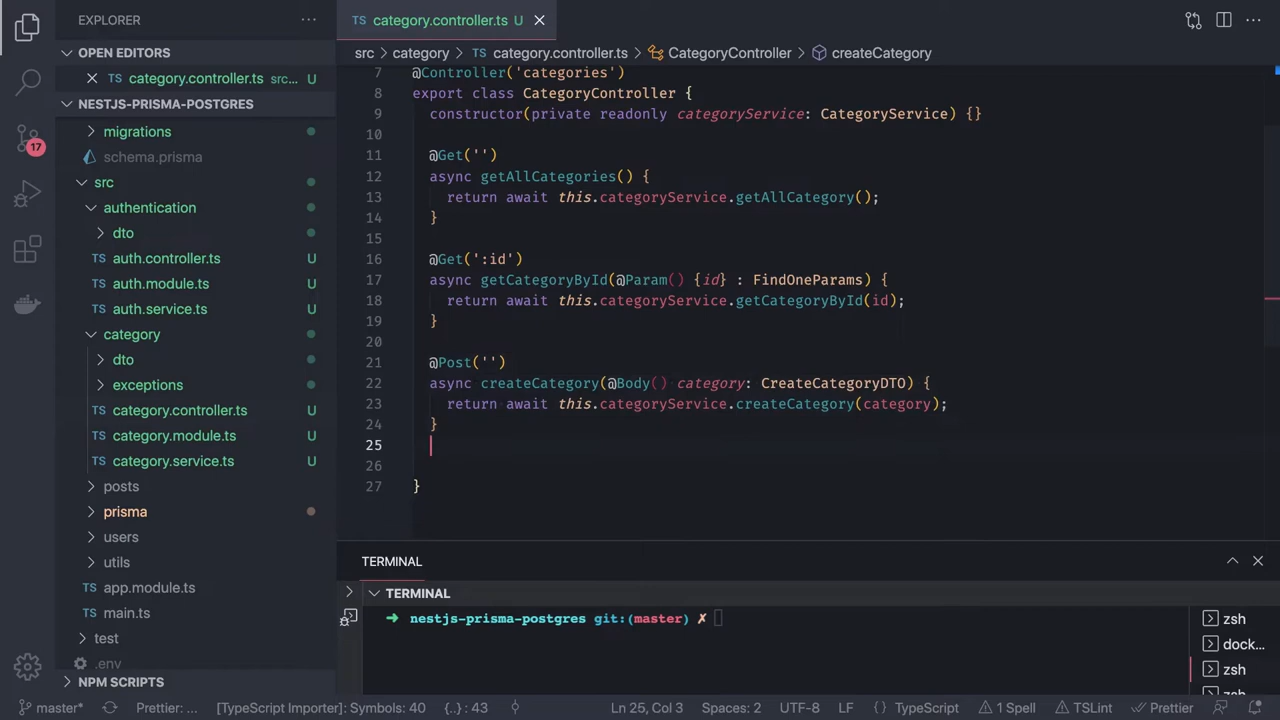 EXPLORER
OPEN EDITORS
category.controller.ts src... U
NESTJS-PRISMA-POSTGRES
migrations
schema.prisma
src
authentication
dto
TS auth.controller.ts U
TS auth.module.ts U
TS auth.service.ts U
category
dto
exceptions
TS category.controller.ts U
TS category.module.ts U
TS category.service.ts U
posts
prisma
users
utils
TS app.module.ts
TS main.ts
test
.env
NPM SCRIPTS
17
TS category.controller.ts U
src category TS category.controller.ts CategoryController createCategory
7 @Controller('categories')
8 export class CategoryController {
9 constructor(private readonly categoryService: CategoryService) {}
10
11 @Get('')
12 async getAllCategories() {
13 return await this.categoryService.getAllCategory();
14 }
15
16 @Get(':id')
17 async getCategoryById(@Param() {id} : FindOneParams) {
18 return await this.categoryService.getCategoryById(id);
19 }
20
21 @Post('')
22 async createCategory(@Body() category: CreateCategoryDTO) {
23 return await this.categoryService.createCategory(category);
24 }
25
26
27 }
TERMINAL
TERMINAL
➜ nestjs-prisma-postgres git:(master) ✗
zsh
dock...
zsh
zsh
master* Prettier: ... [TypeScript Importer]: Symbols: 40 {..} : 43 Ln 25, Col 3 Spaces: 2 UTF-8 LF {} TypeScript 1 Spell TSLint Prettier